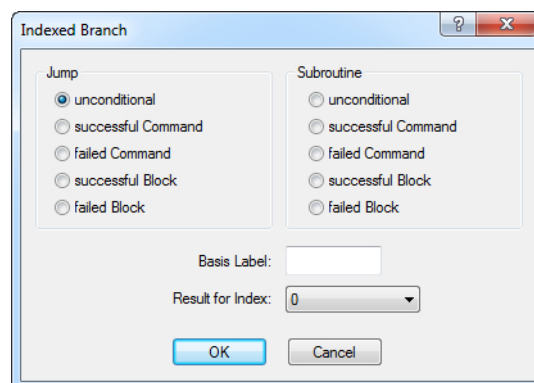 Indexed Branch
Jump
unconditional
successful Command
failed Command
successful Block
failed Block
Subroutine
unconditional
successful Command
failed Command
successful Block
failed Block
Basis Label:
Result for Index: 0
OK Cancel